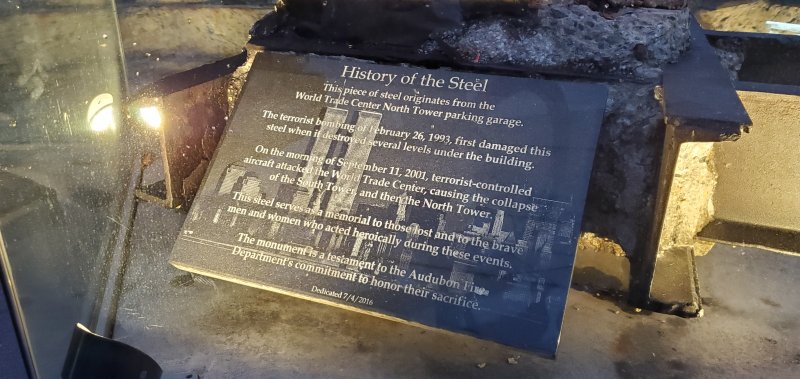 History of the Steel
This piece of steel originates from the
World Trade Center North Tower parking garage.
The terrorist bombing of February 26, 1993, first damaged this
steel when it destroyed several levels under the building.
On the morning of September 11, 2001, terrorist-controlled
aircraft attacked the World Trade Center, causing the collapse
of the South Tower, and then the North Tower.
This steel serves as a memorial to those lost and to the brave
men and women who acted heroically during these events.
The monument is a testament to the Audubon Fire
Department's commitment to honor their sacrifice.
Dedicated 7/4/2016